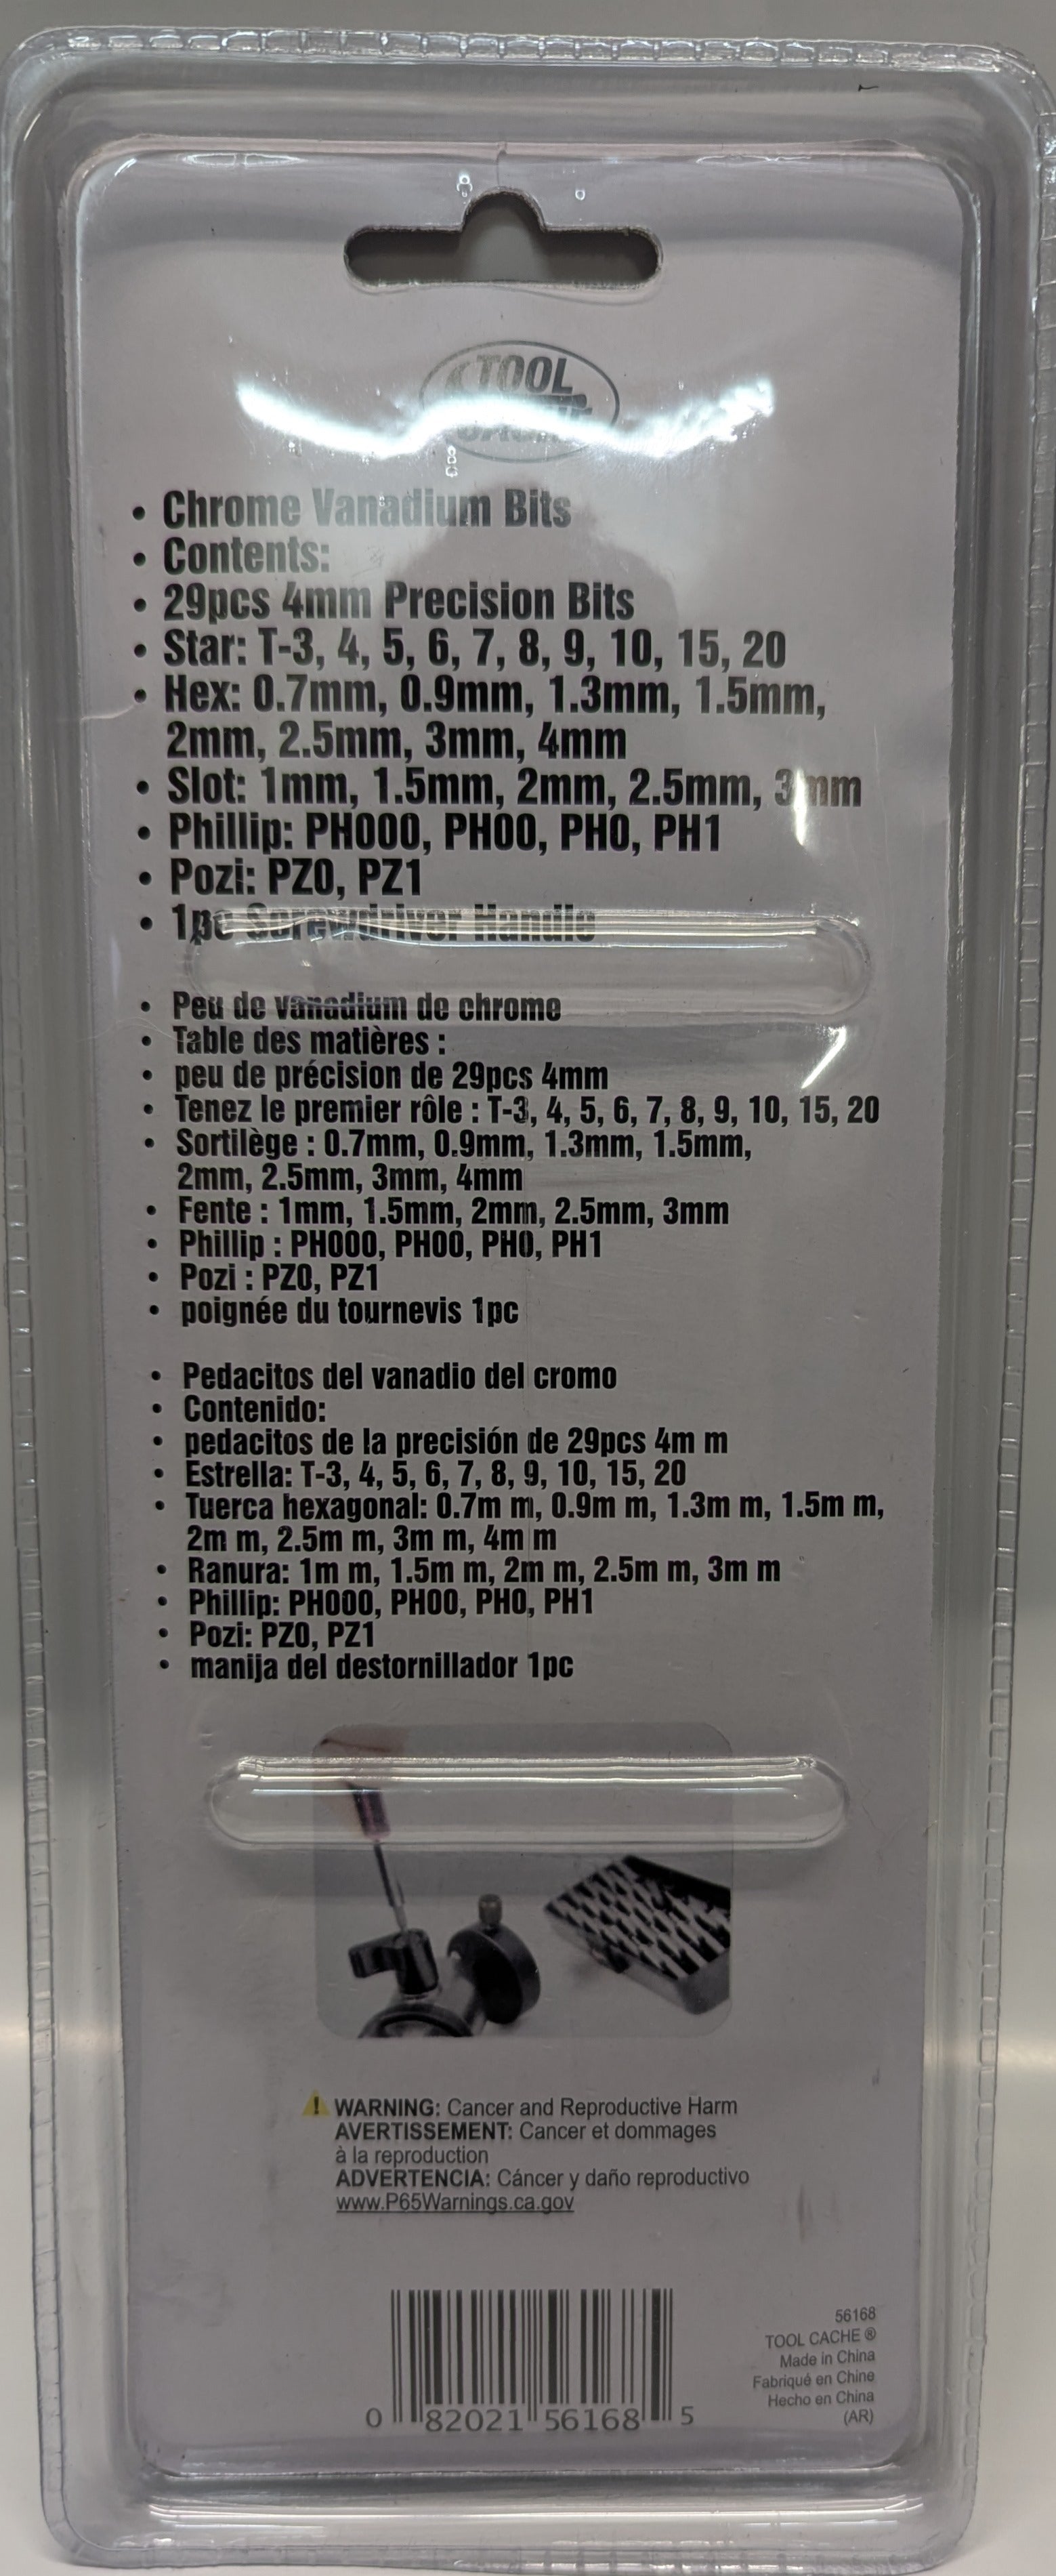 TOOL
CACHE
• Chrome Vanadium Bits
• Contents:
• 29pcs 4mm Precision Bits
• Star: T-3, 4, 5, 6, 7, 8, 9, 10, 15, 20
• Hex: 0.7mm, 0.9mm, 1.3mm, 1.5mm,
2mm, 2.5mm, 3mm, 4mm
• Slot: 1mm, 1.5mm, 2mm, 2.5mm, 3mm
• Phillip: PH000, PH00, PH0, PH1
• Pozi: PZ0, PZ1
• 1pc Screwdriver Handle
• Peu de vanadium de chrome
• Table des matières :
• peu de précision de 29pcs 4mm
• Tenez le premier rôle : T-3, 4, 5, 6, 7, 8, 9, 10, 15, 20
• Sortilège : 0.7mm, 0.9mm, 1.3mm, 1.5mm,
2mm, 2.5mm, 3mm, 4mm
• Fente : 1mm, 1.5mm, 2mm, 2.5mm, 3mm
• Phillip : PH000, PH00, PH0, PH1
• Pozi : PZ0, PZ1
• poignée du tournevis 1pc
• Pedacitos del vanadio del cromo
• Contenido:
• pedacitos de la precisión de 29pcs 4m m
• Estrella: T-3, 4, 5, 6, 7, 8, 9, 10, 15, 20
• Tuerca hexagonal: 0.7m m, 0.9m m, 1.3m m, 1.5m m,
2m m, 2.5m m, 3m m, 4m m
• Ranura: 1m m, 1.5m m, 2m m, 2.5m m, 3m m
• Phillip: PH000, PH00, PH0, PH1
• Pozi: PZ0, PZ1
• manija del destornillador 1pc
WARNING: Cancer and Reproductive Harm
AVERTISSEMENT: Cancer et dommages
à la reproduction
ADVERTENCIA: Cáncer y daño reproductivo
www.P65Warnings.ca.gov
0 82021 56168 5
56168
TOOL CACHE ®
Made in China
Fabriqué en Chine
Hecho en China
(AR)